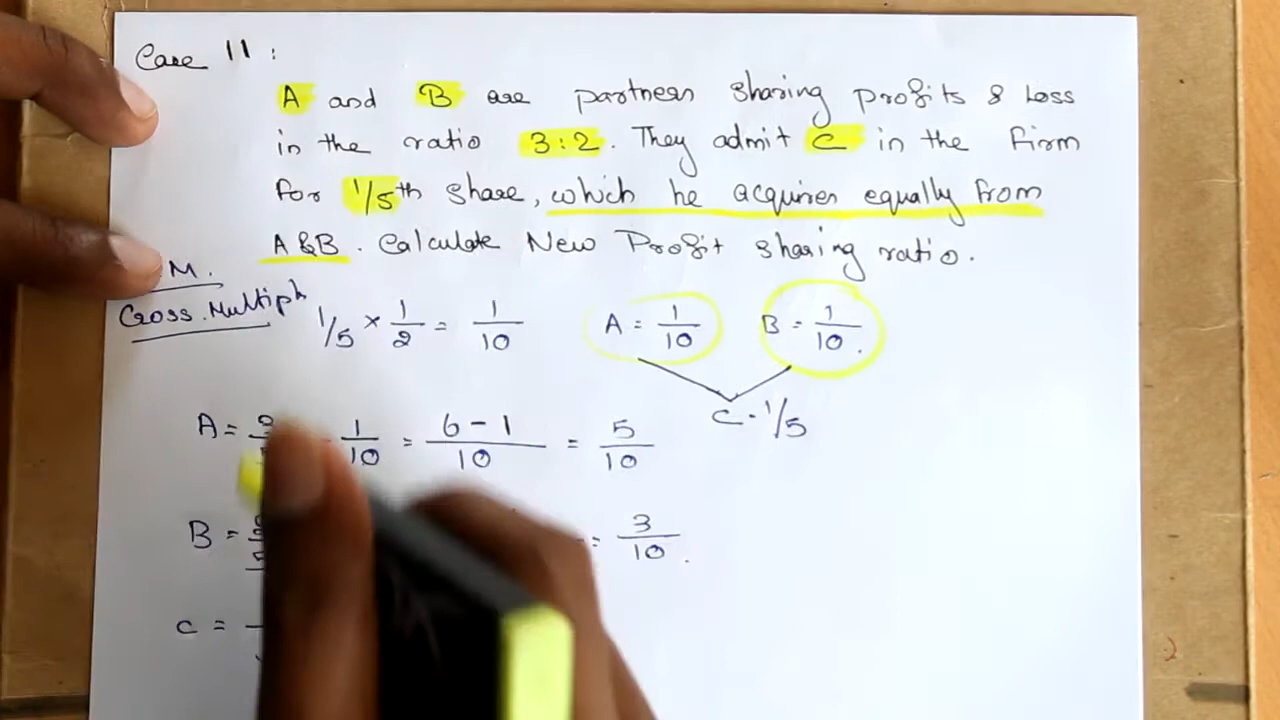 Case 11 :
A and B are partners sharing profits & Loss
in the ratio 3:2. They admit C in the firm
for 1/5th share, which he acquires equally from
A&B. Calculate New Profit sharing ratio.
M.
Cross Multiph
1/5 × 1/2 = 1/10 A = 1/10 B = 1/10.
C - 1/5
A = 1/10 = 6 - 1/10 = 5/10
B = = 3/10.
C =